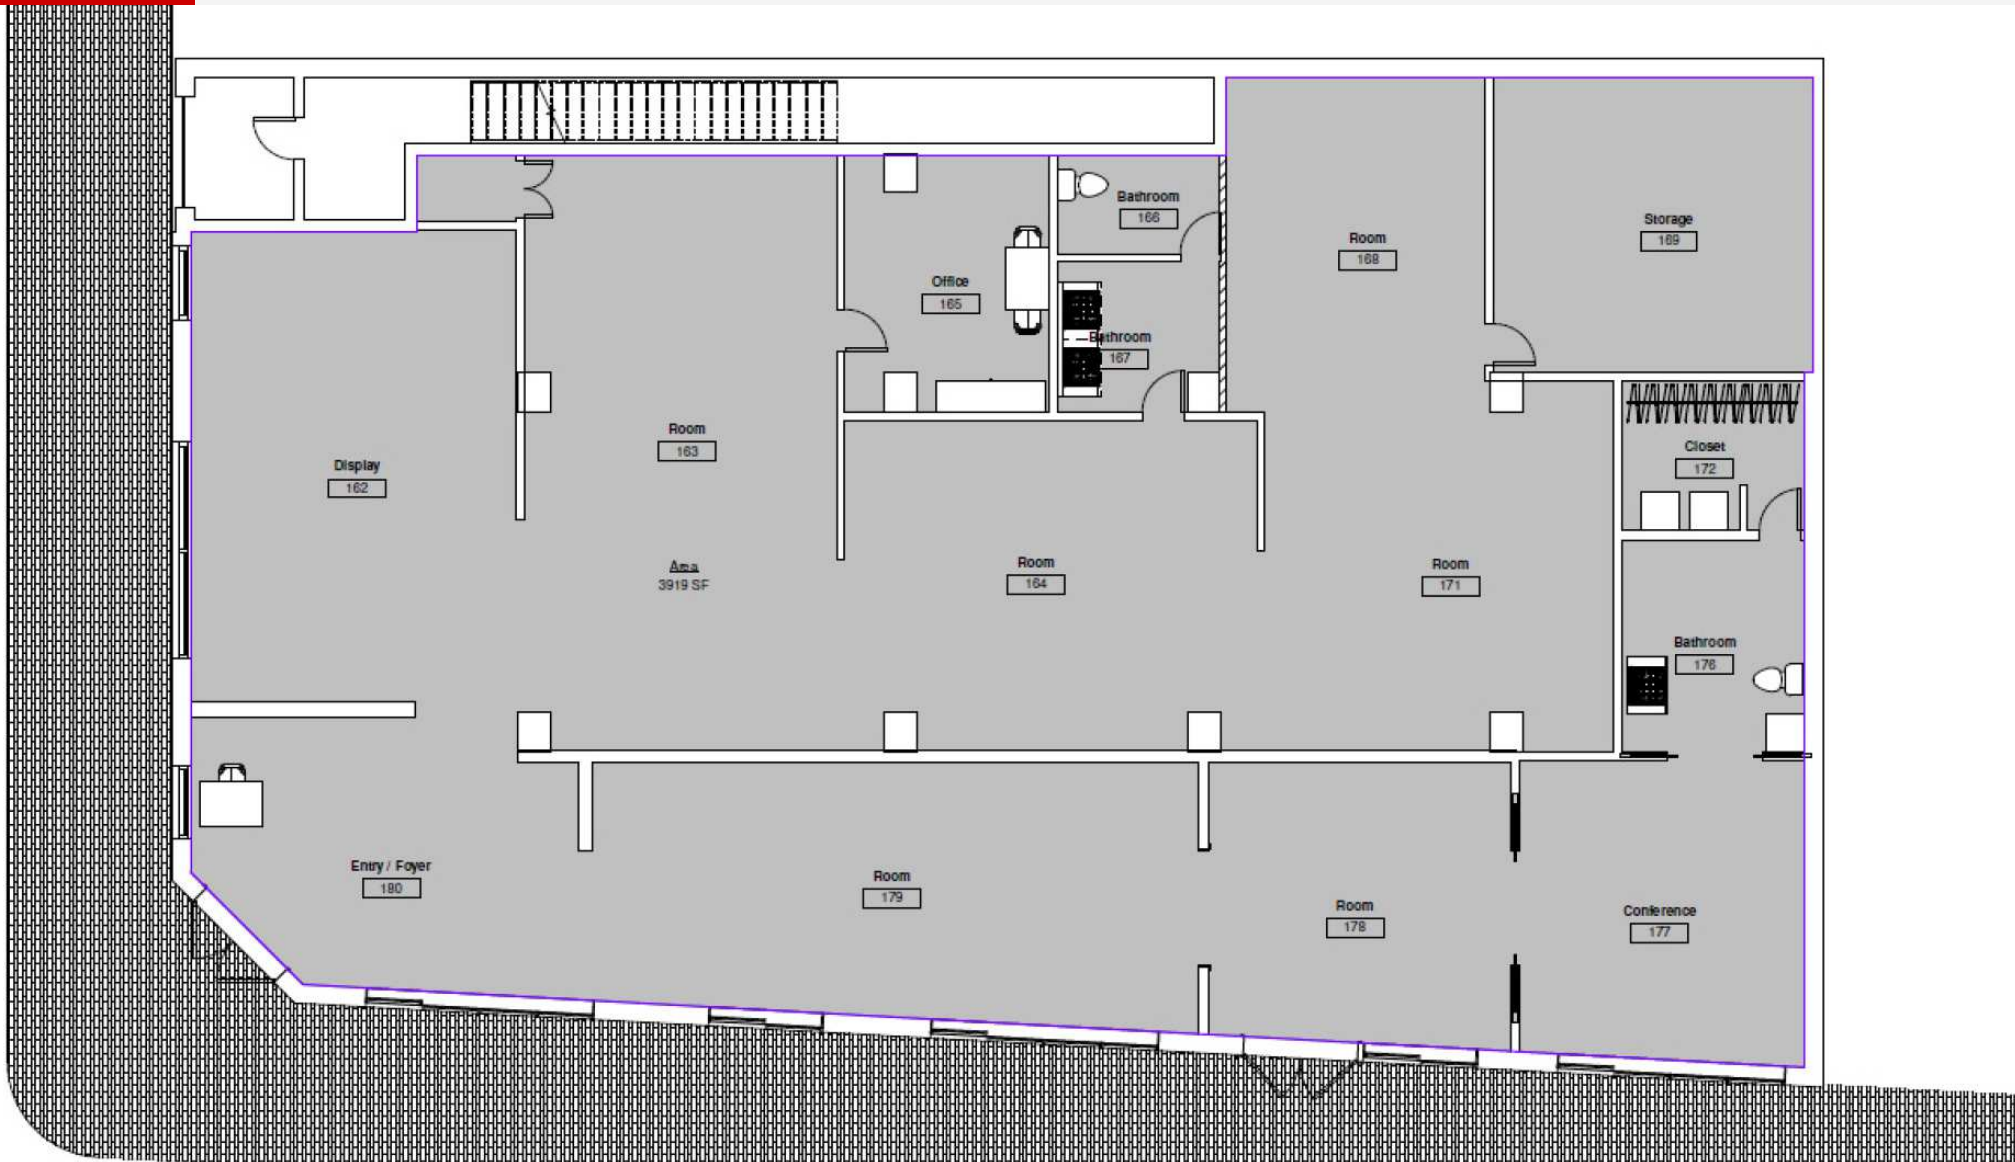 Bathroom
166
Storage
169
Room
168
Office
165
Bathroom
167
Room
163
Closet
172
Display
162
Area
3919 SF
Room
164
Room
171
Bathroom
176
Entry / Foyer
180
Room
179
Room
178
Conference
177